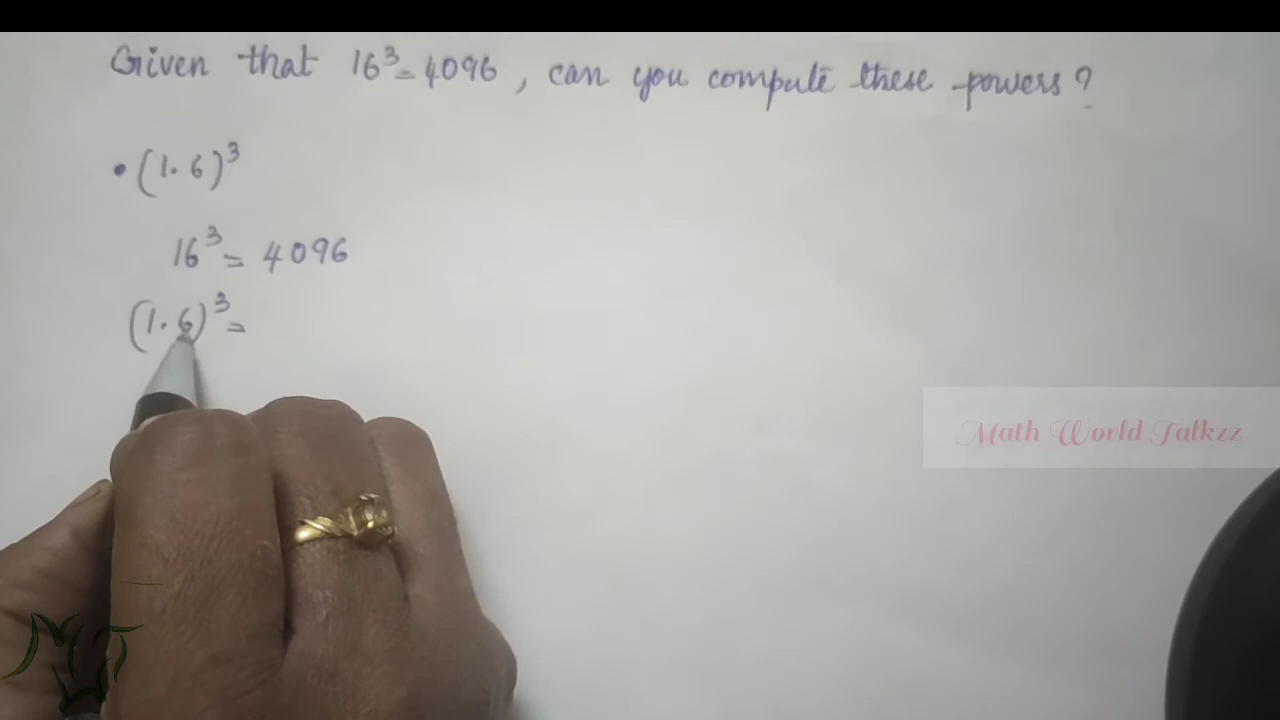 Given that 16³ = 4096, can you compute these powers?
• (1.6)³
16³ = 4096
(1.6)³ =
Math World Talkzz